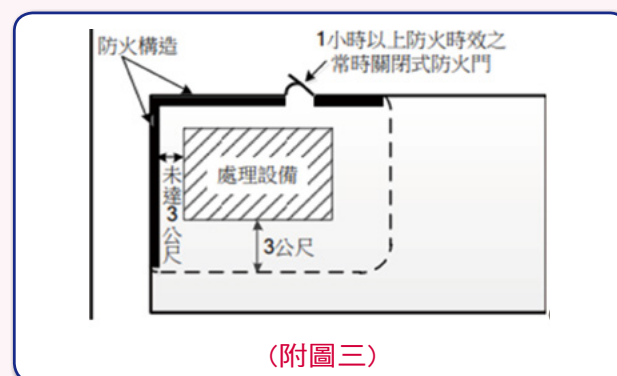 防火構造
1小時以上防火時效之
常時關閉式防火門
處理設備
未達3公尺
3公尺
(附圖三)